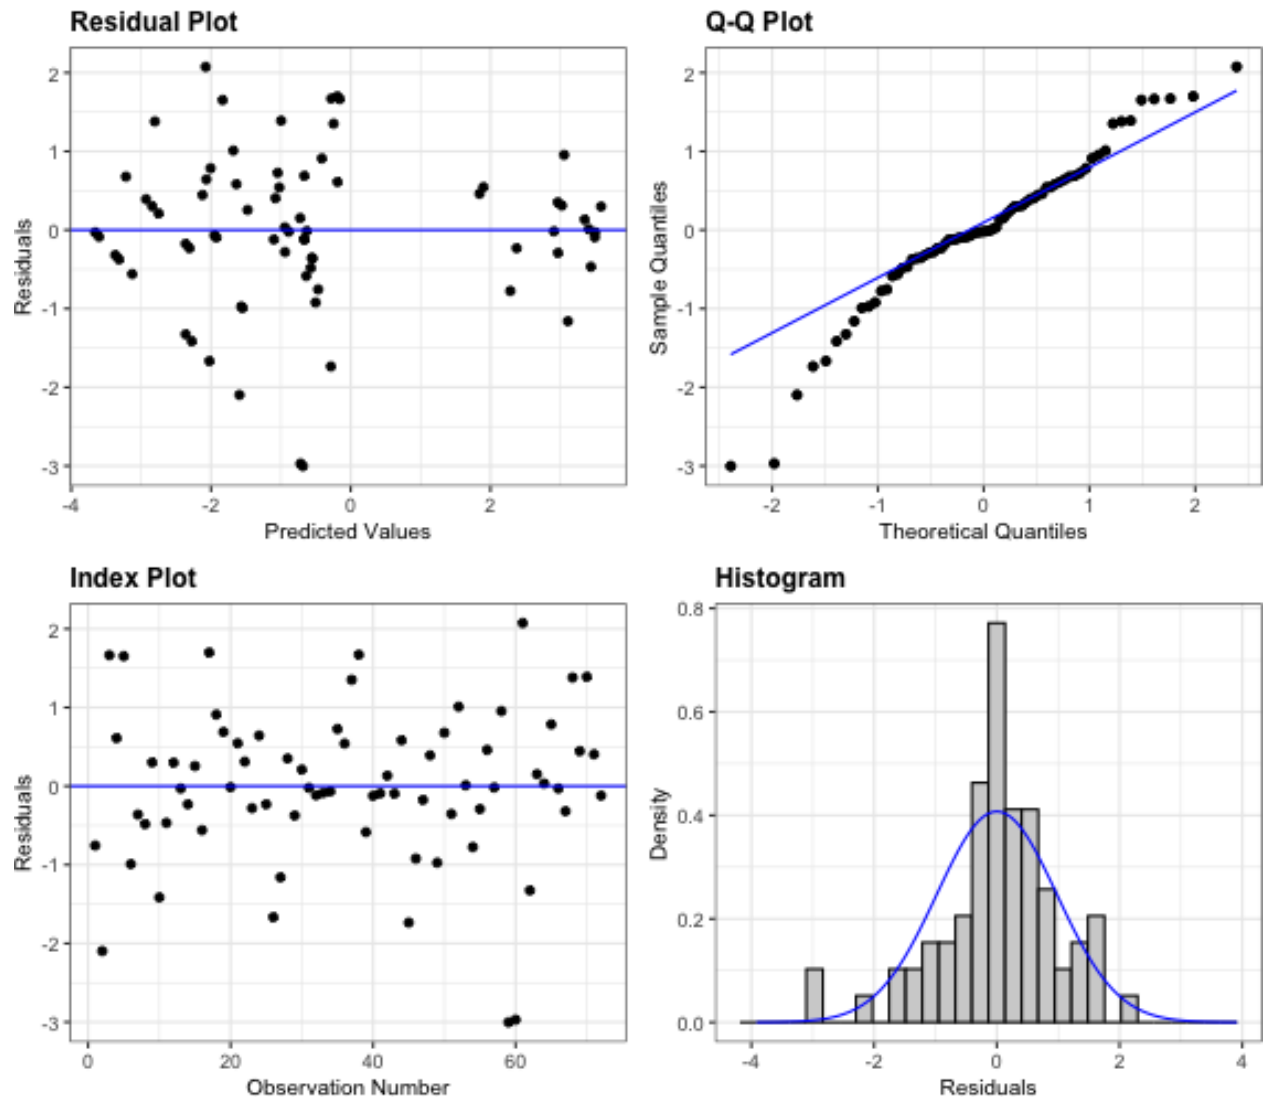 Residual Plot
2
1
0
-1
-2
-3
Residuals
-4 -2 0 2
Predicted Values
Q-Q Plot
2
1
0
-1
-2
-3
Sample Quantiles
-2 -1 0 1 2
Theoretical Quantiles
Index Plot
2
1
0
-1
-2
-3
Residuals
0 20 40 60
Observation Number
Histogram
0.8
0.6
0.4
0.2
0.0
Density
-4 -2 0 2 4
Residuals